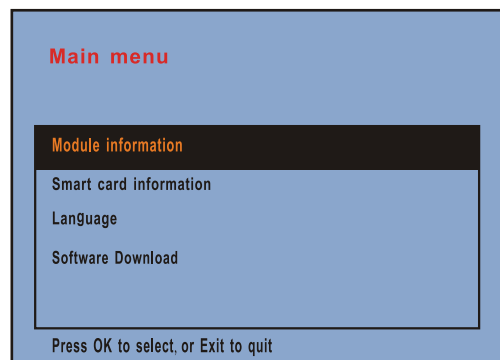 Main menu
Module information
Smart card information
Language
Software Download
Press OK to select, or Exit to quit